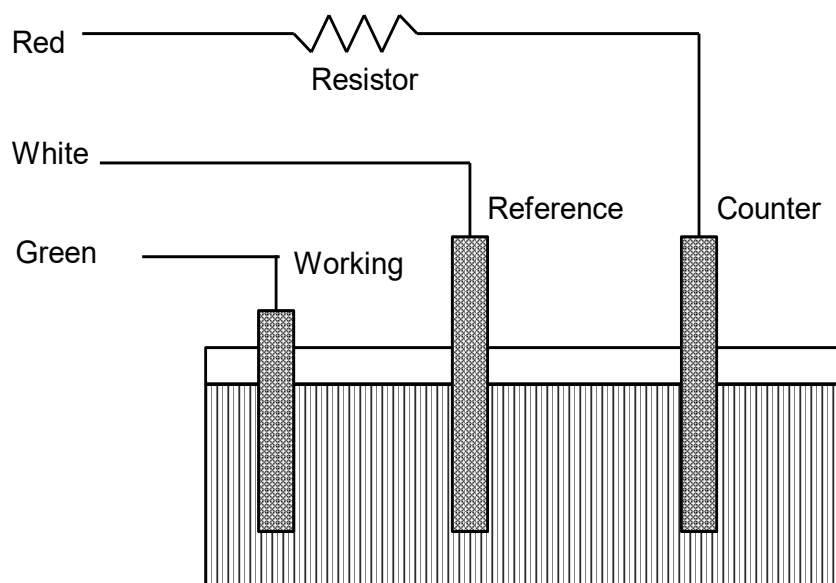 Red
Resistor
White
Reference
Counter
Green
Working